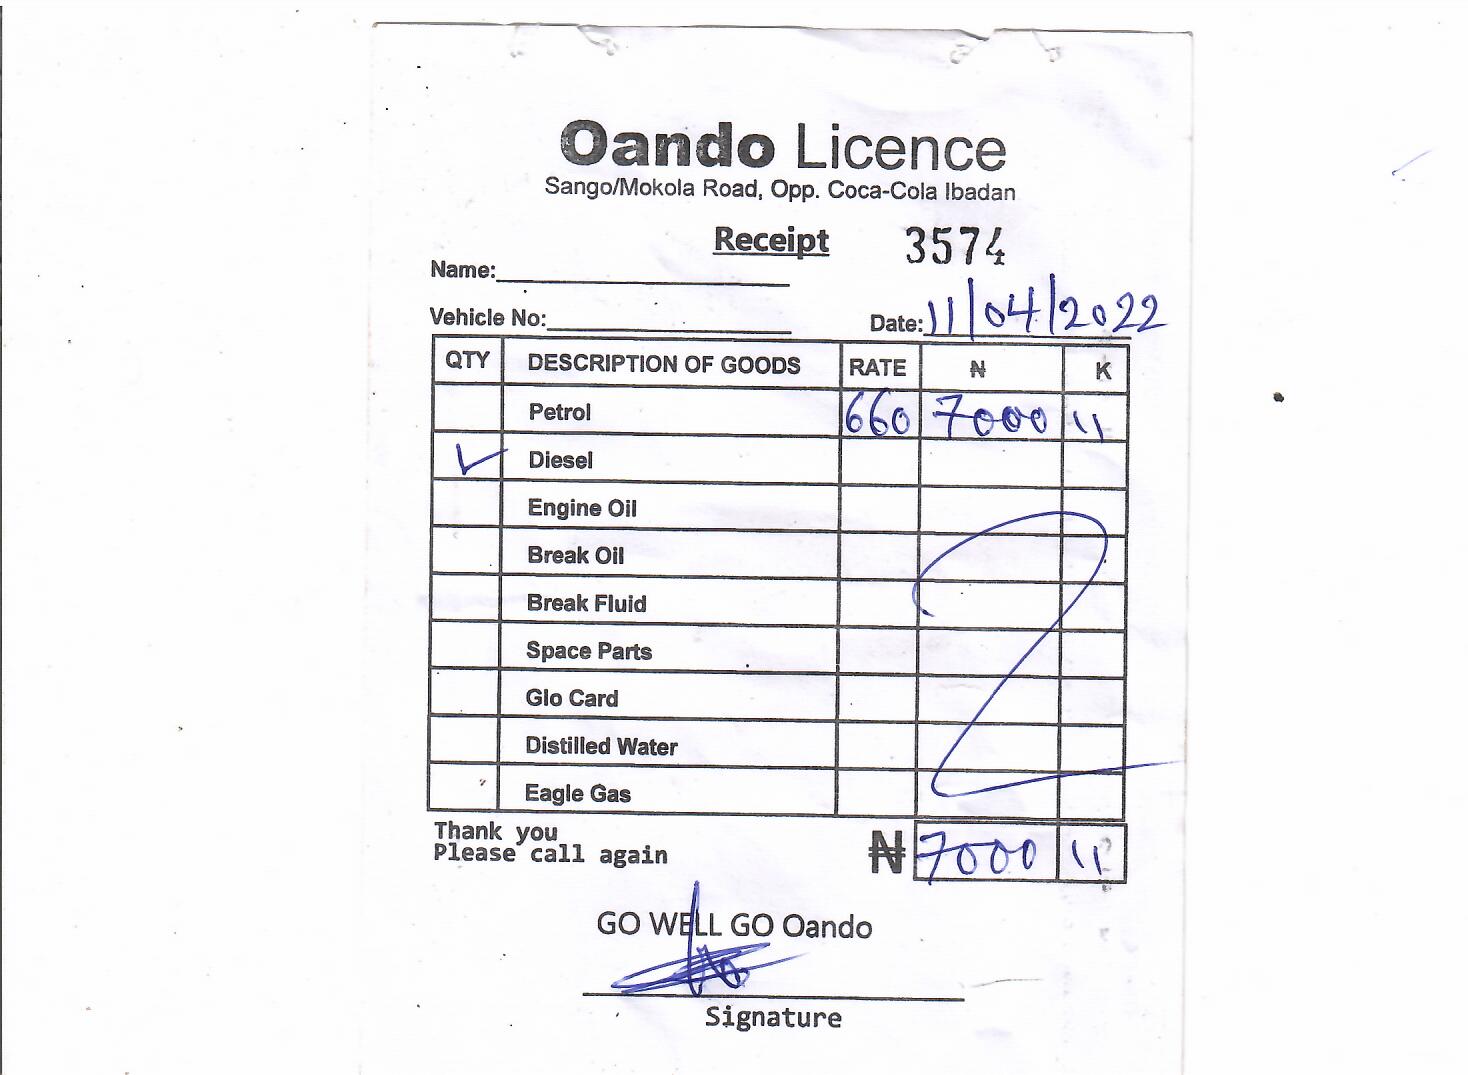 Oando Licence
Sango/Mokola Road, Opp. Coca-Cola Ibadan
Receipt 3574
Name:
Vehicle No: Date: 11/04/2022
QTY DESCRIPTION OF GOODS RATE ₦ K
Petrol 660 7000 11
✓ Diesel
Engine Oil
Break Oil
Break Fluid
Space Parts
Glo Card
Distilled Water
Eagle Gas
Thank you
Please call again ₦ 7000 11
GO WELL GO Oando
Signature